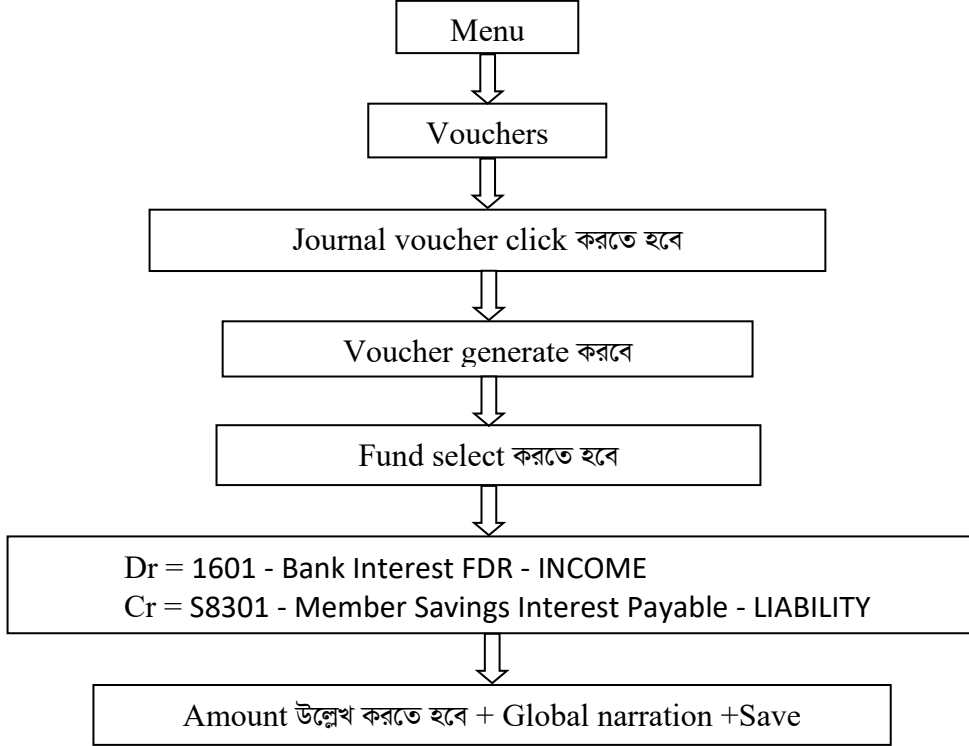 Menu
Vouchers
Journal voucher click করতে হবে
Voucher generate করবে
Fund select করতে হবে
Dr = 1601 - Bank Interest FDR - INCOME
Cr = S8301 - Member Savings Interest Payable - LIABILITY
Amount উল্লেখ করতে হবে + Global narration +Save